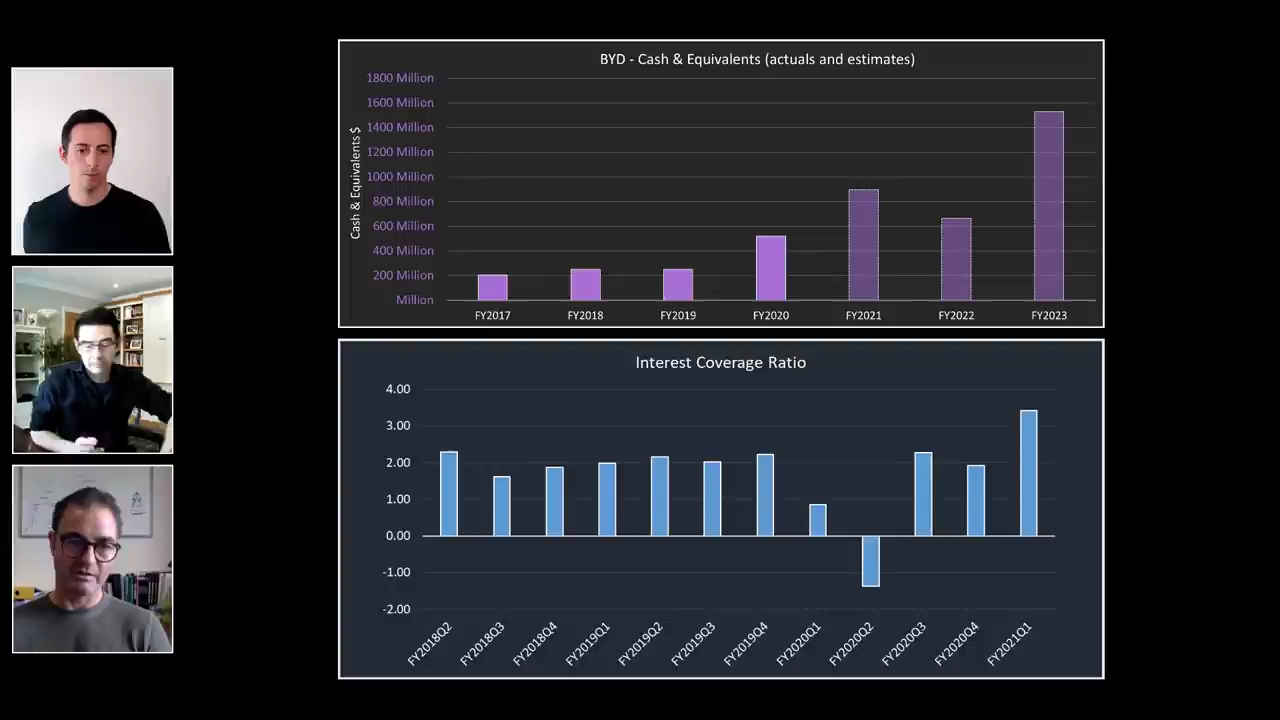 BYD - Cash & Equivalents (actuals and estimates)
Cash & Equivalents $
1800 Million
1600 Million
1400 Million
1200 Million
1000 Million
800 Million
600 Million
400 Million
200 Million
Million
FY2017 FY2018 FY2019 FY2020 FY2021 FY2022 FY2023
Interest Coverage Ratio
4.00
3.00
2.00
1.00
0.00
-1.00
-2.00
FY2018Q2 FY2018Q3 FY2018Q4 FY2019Q1 FY2019Q2 FY2019Q3 FY2019Q4 FY2020Q1 FY2020Q2 FY2020Q3 FY2020Q4 FY2021Q1